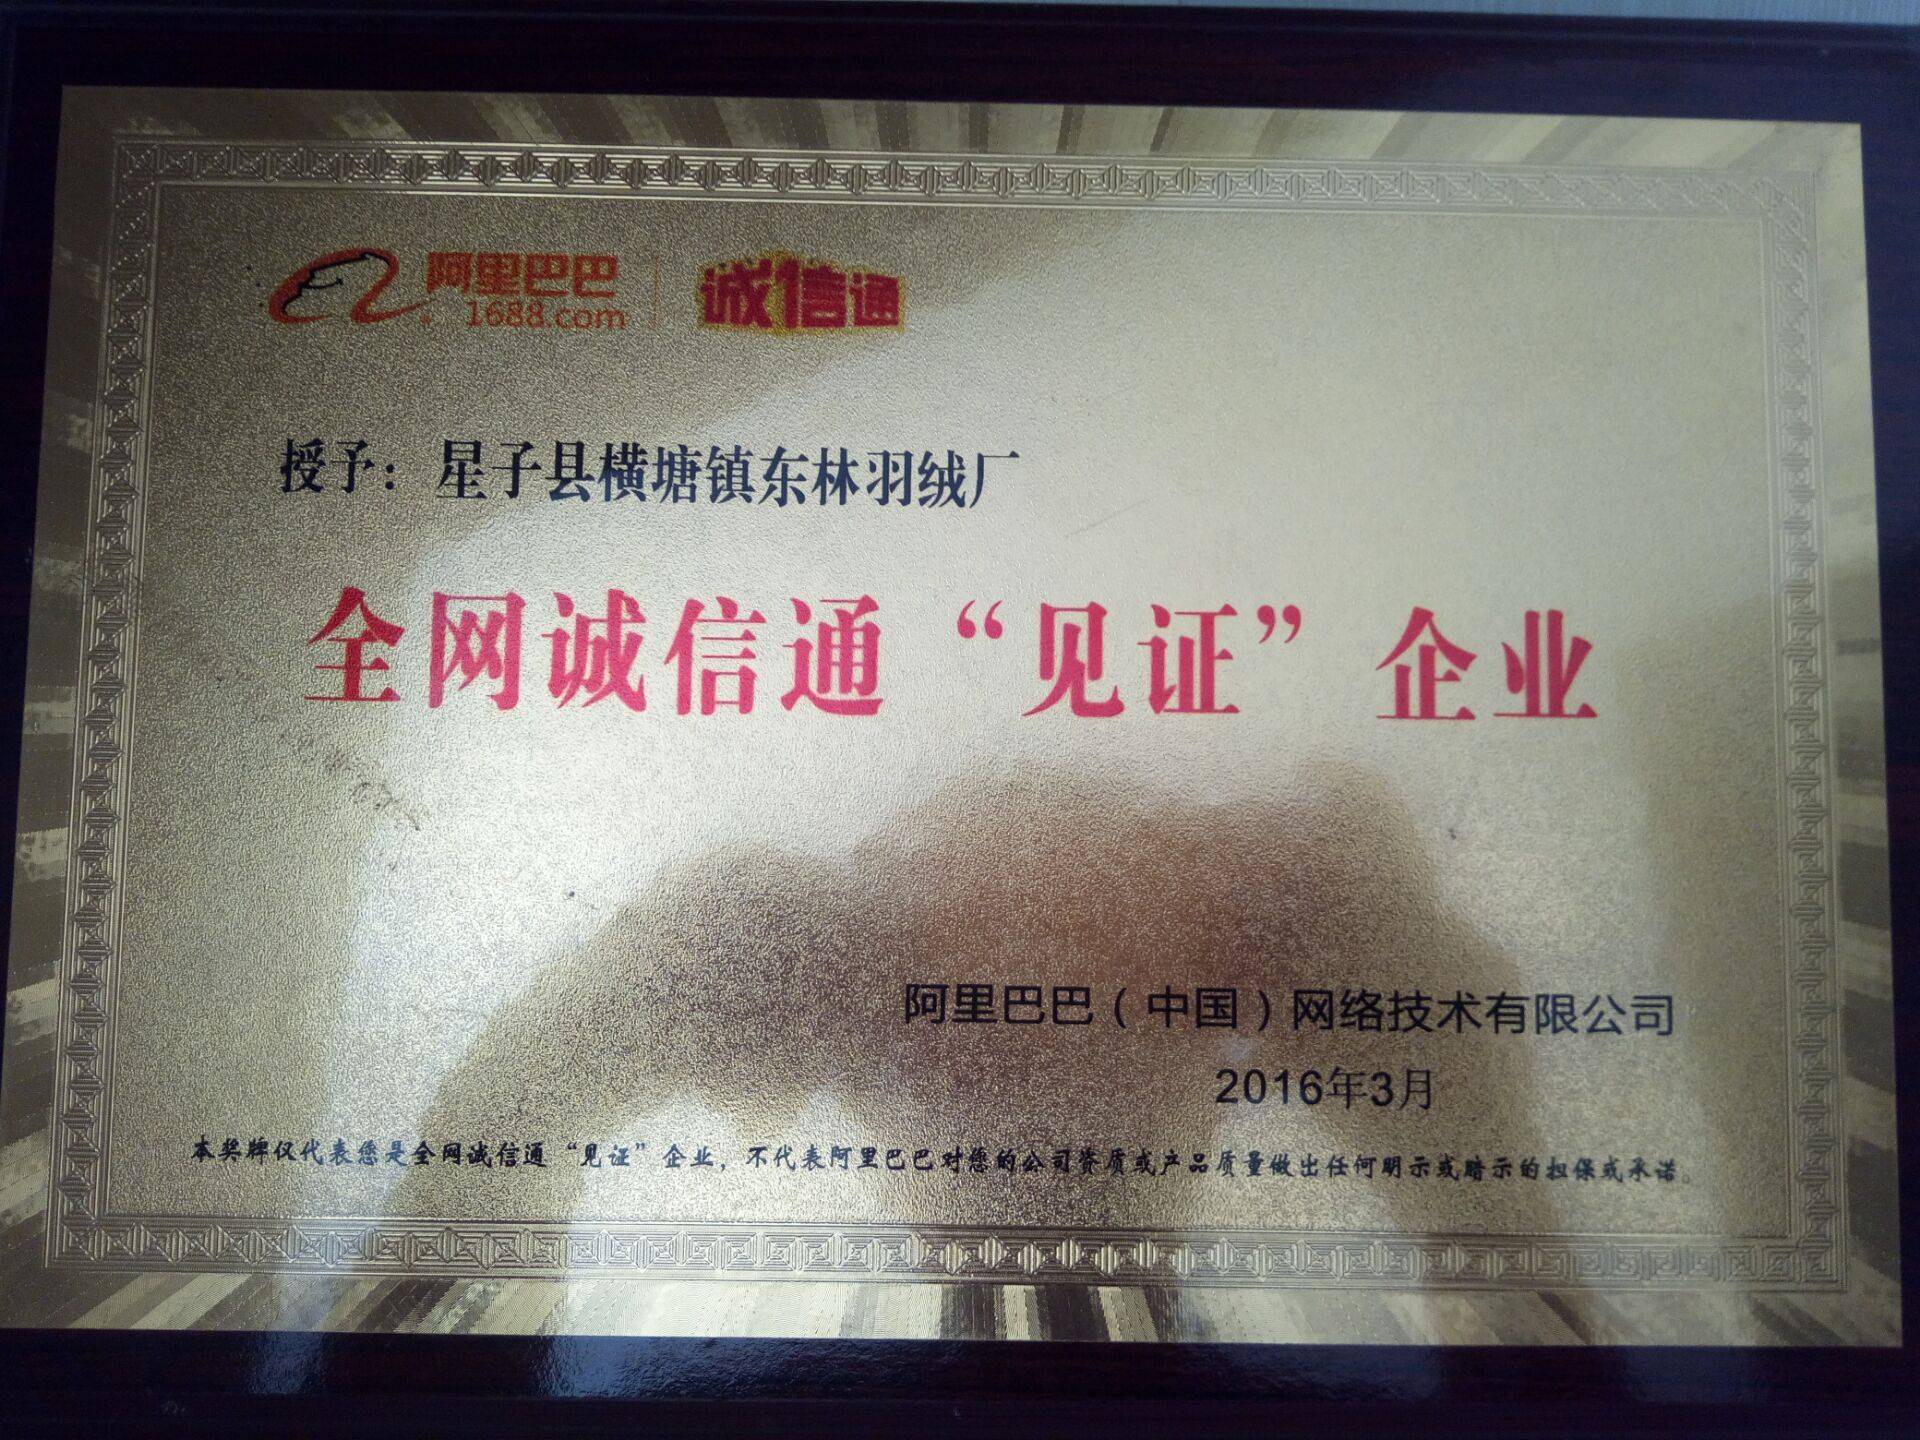 阿里巴巴 诚信通
1688.com
授予：星子县横塘镇东林羽绒厂
全网诚信通“见证”企业
阿里巴巴（中国）网络技术有限公司
2016年3月
本奖牌仅代表您是全网诚信通“见证”企业，不代表阿里巴巴对您的公司资质或产品质量做出任何明示或暗示的担保或承诺。